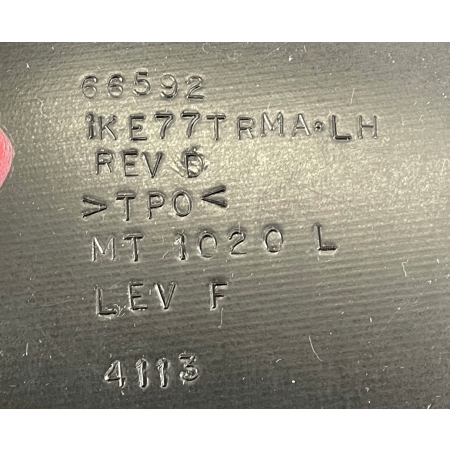 66592
1KE77TRMA·LH
REV D
>TPO<
MT 1020 L
LEV F
4113